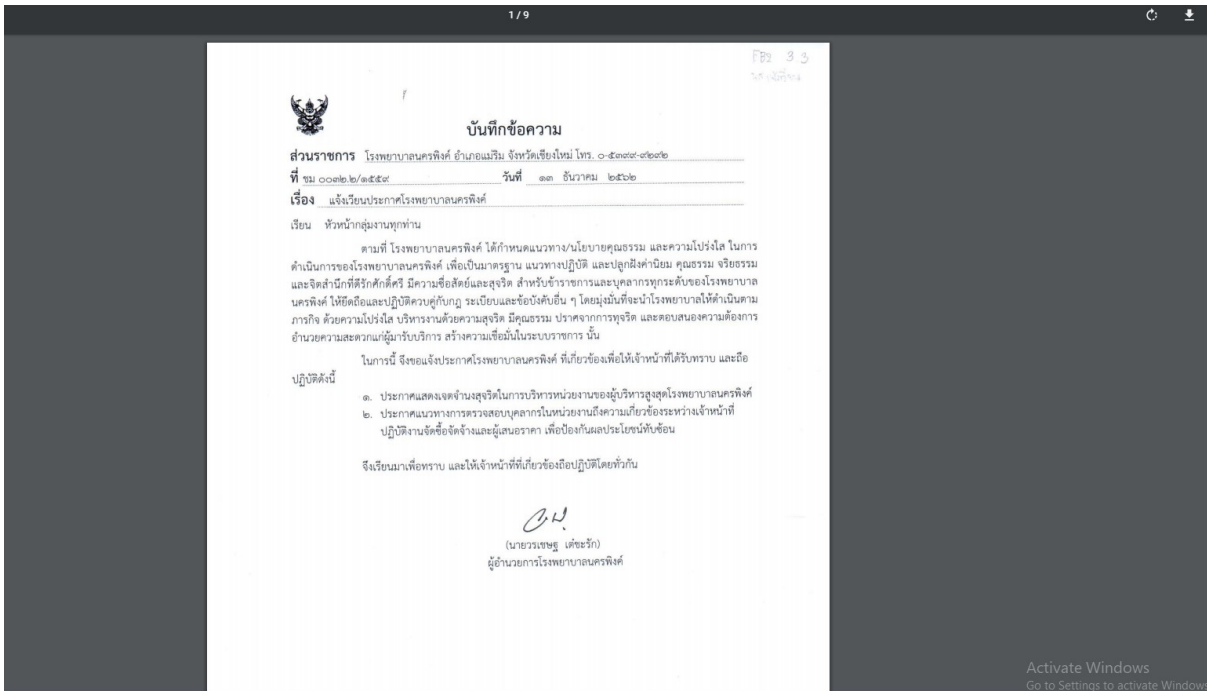 1 / 9
FB2 3 3
บันทึกข้อความ
ส่วนราชการ โรงพยาบาลนครพิงค์ อำเภอแม่ริม จังหวัดเชียงใหม่ โทร. ๐-๕๓๙๙-๙๒๙๒
ที่ ชม ๐๐๓๒.๒/๑๕๕๙ วันที่ ๑๓ ธันวาคม ๒๕๖๒
เรื่อง แจ้งเวียนประกาศโรงพยาบาลนครพิงค์
เรียน หัวหน้ากลุ่มงานทุกท่าน
ตามที่ โรงพยาบาลนครพิงค์ ได้กำหนดแนวทาง/นโยบายคุณธรรม และความโปร่งใส ในการ
ดำเนินการของโรงพยาบาลนครพิงค์ เพื่อเป็นมาตรฐาน แนวทางปฏิบัติ และปลูกฝังค่านิยม คุณธรรม จริยธรรม
และจิตสำนึกที่ดีรักศักดิ์ศรี มีความซื่อสัตย์และสุจริต สำหรับข้าราชการและบุคลากรทุกระดับของโรงพยาบาล
นครพิงค์ ให้ยึดถือและปฏิบัติควบคู่กับกฎ ระเบียบและข้อบังคับอื่น ๆ โดยมุ่งมั่นที่จะนำโรงพยาบาลให้ดำเนินตาม
ภารกิจ ด้วยความโปร่งใส บริหารงานด้วยความสุจริต มีคุณธรรม ปราศจากการทุจริต และตอบสนองความต้องการ
อำนวยความสะดวกแก่ผู้มารับบริการ สร้างความเชื่อมั่นในระบบราชการ นั้น
ในการนี้ จึงขอแจ้งประกาศโรงพยาบาลนครพิงค์ ที่เกี่ยวข้องเพื่อให้เจ้าหน้าที่ได้รับทราบ และถือ
ปฏิบัติดังนี้
๑. ประกาศแสดงเจตจำนงสุจริตในการบริหารหน่วยงานของผู้บริหารสูงสุดโรงพยาบาลนครพิงค์
๒. ประกาศแนวทางการตรวจสอบบุคลากรในหน่วยงานถึงความเกี่ยวข้องระหว่างเจ้าหน้าที่
ปฏิบัติงานจัดซื้อจัดจ้างและผู้เสนอราคา เพื่อป้องกันผลประโยชน์ทับซ้อน
จึงเรียนมาเพื่อทราบ และให้เจ้าหน้าที่ที่เกี่ยวข้องถือปฏิบัติโดยทั่วกัน
(นายวรเชษฐ เต๋ชะรัก)
ผู้อำนวยการโรงพยาบาลนครพิงค์
Activate Windows
Go to Settings to activate Windows